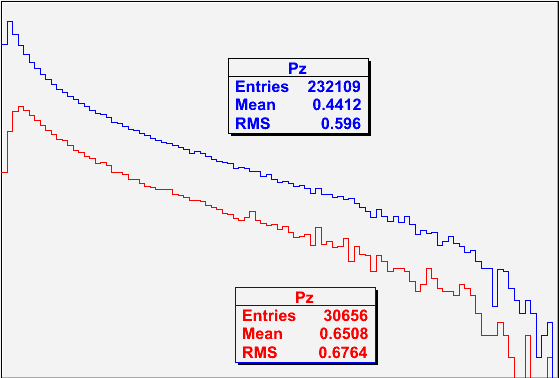 Pz
Entries 232109
Mean 0.4412
RMS 0.596
Pz
Entries 30656
Mean 0.6508
RMS 0.6764